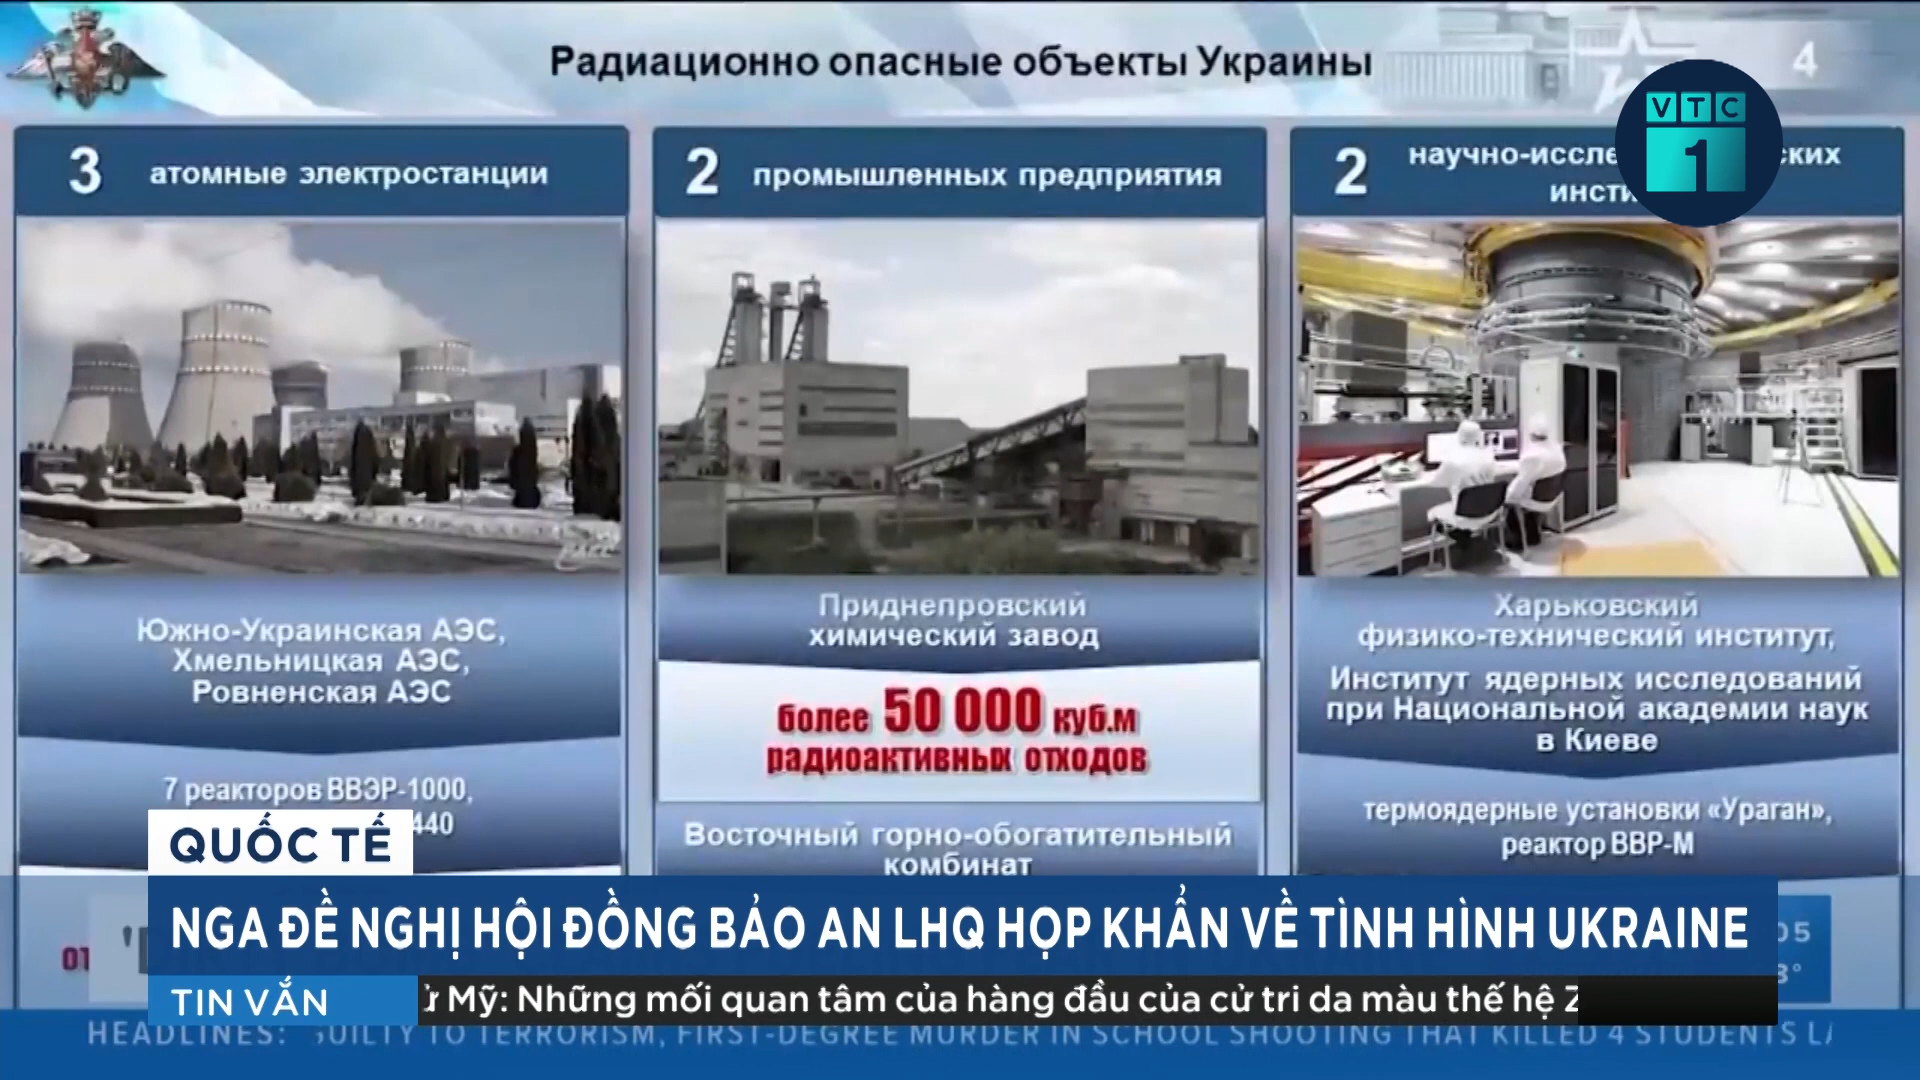 Радиационно опасные объекты Украины
4
VTC
1
3 атомные электростанции
2 промышленных предприятия
2
Южно-Украинская АЭС,
Хмельницкая АЭС,
Ровненская АЭС
7 реакторов ВВЭР-1000,
440
Приднепровский
химический завод
более 50 000 куб.м
радиоактивных отходов
Восточный горно-обогатительный
комбинат
Харьковский
физико-технический институт,
Институт ядерных исследований
при Национальной академии наук
в Киеве
термоядерные установки «Ураган»,
реактор ВВР-М
QUỐC TẾ
NGA ĐỀ NGHỊ HỘI ĐỒNG BẢO AN LHQ HỌP KHẨN VỀ TÌNH HÌNH UKRAINE
TIN VẮN
Mỹ: Những mối quan tâm của hàng đầu của cử tri da màu thế hệ
HEADLINES: GUILTY TO TERRORISM, FIRST-DEGREE MURDER IN SCHOOL SHOOTING THAT KILLED 4 STUDENTS